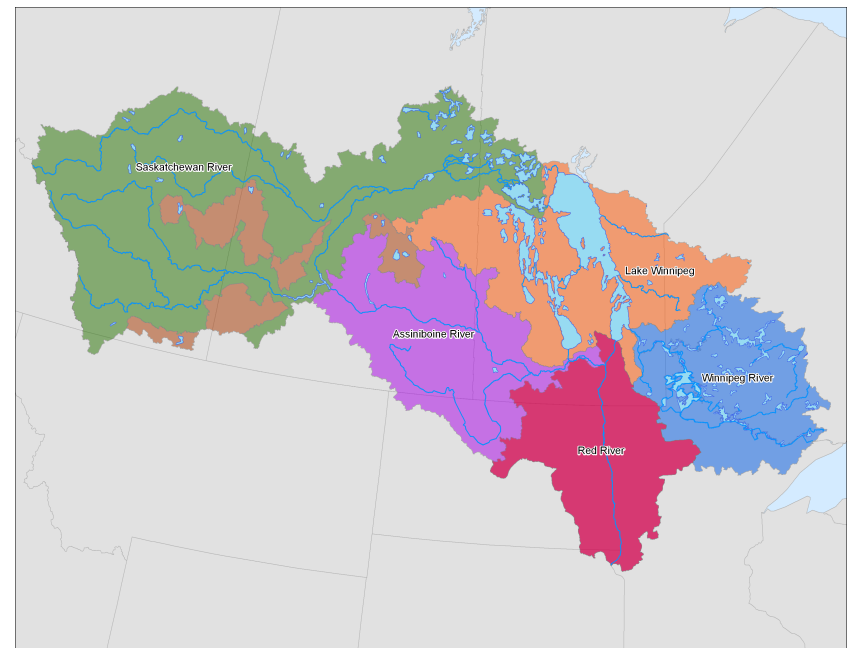 Saskatchewan River
Lake Winnipeg
Assiniboine River
Winnipeg River
Red River